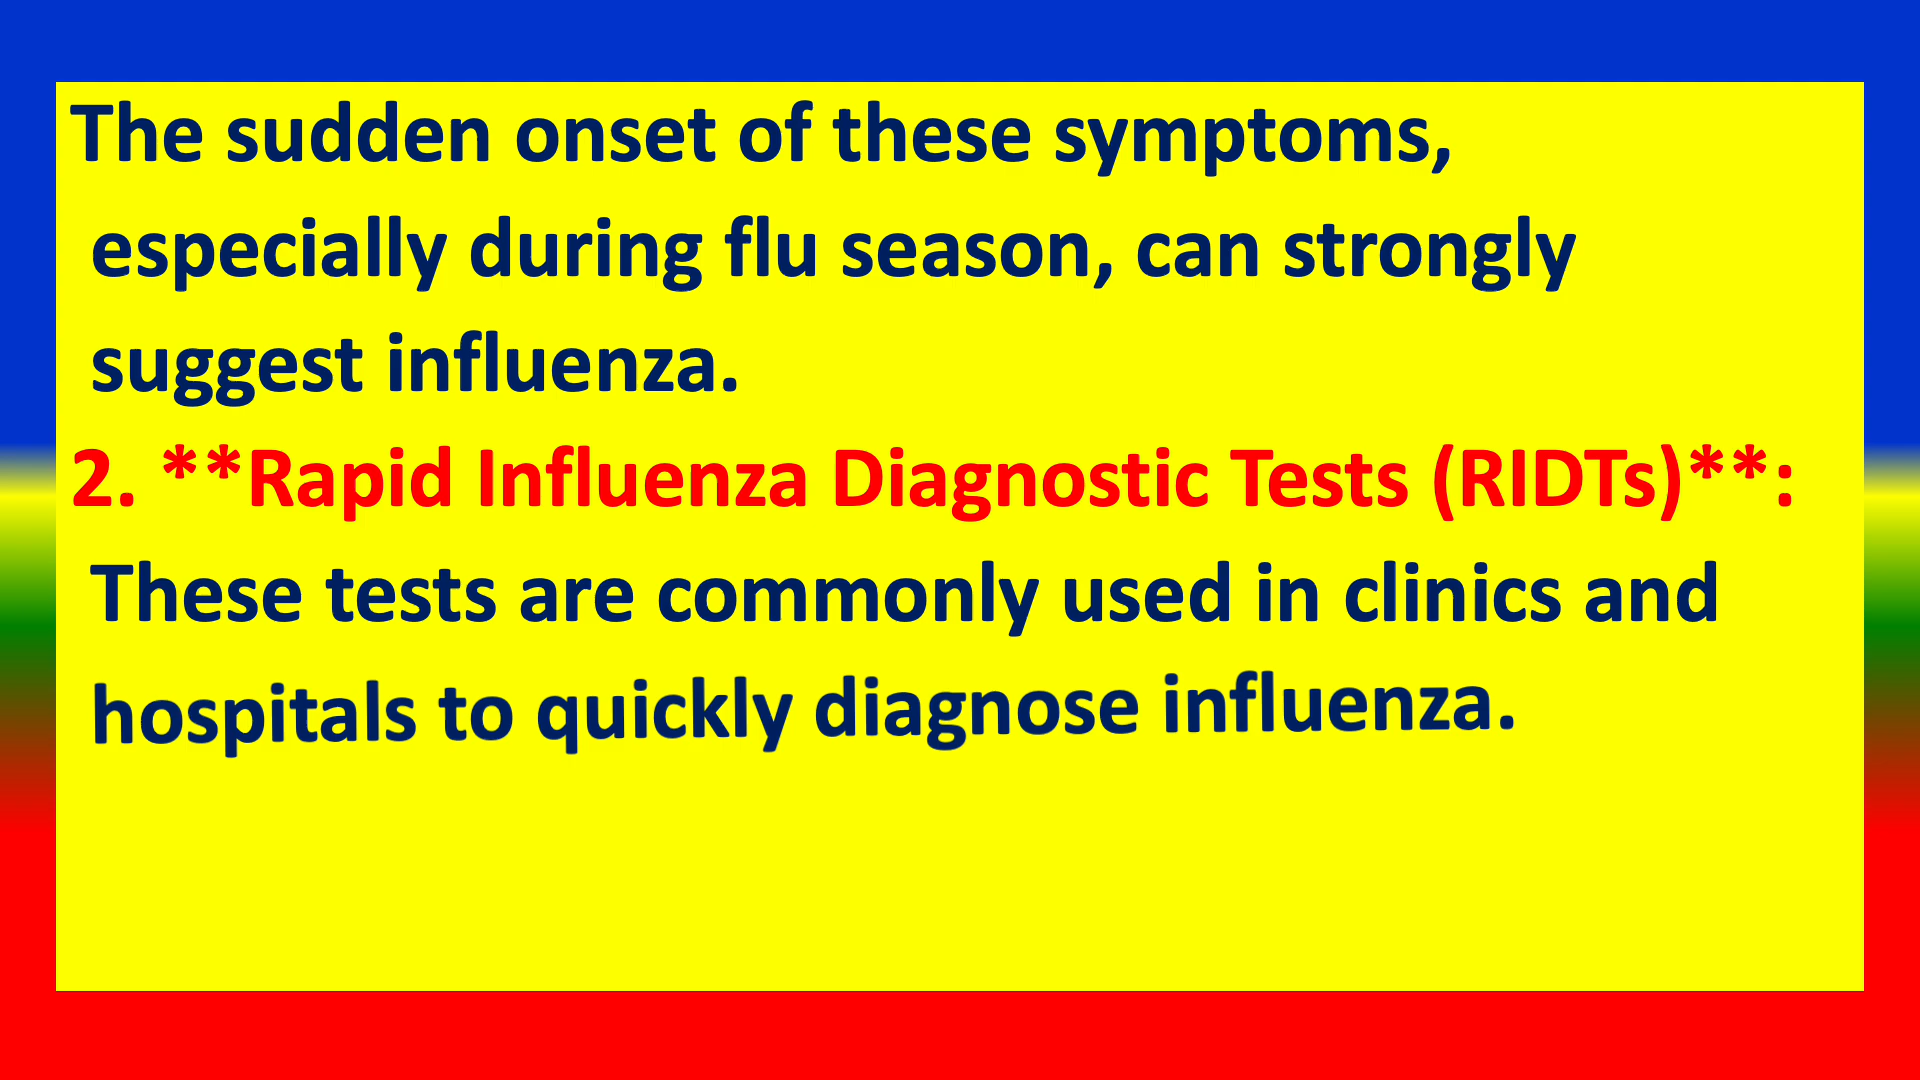 The sudden onset of these symptoms,
especially during flu season, can strongly
suggest influenza.
2. **Rapid Influenza Diagnostic Tests (RIDTs)**:
These tests are commonly used in clinics and
hospitals to quickly diagnose influenza.